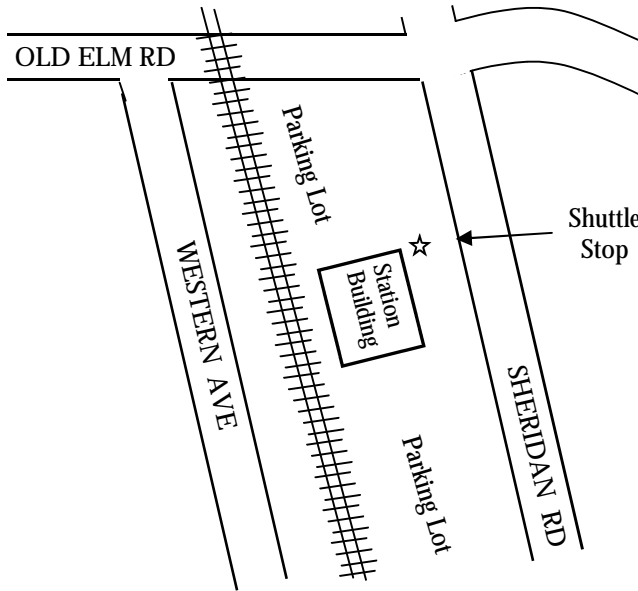 OLD ELM RD
Parking Lot
Shuttle
Stop
WESTERN AVE
Station
Building
SHERIDAN RD
Parking Lot